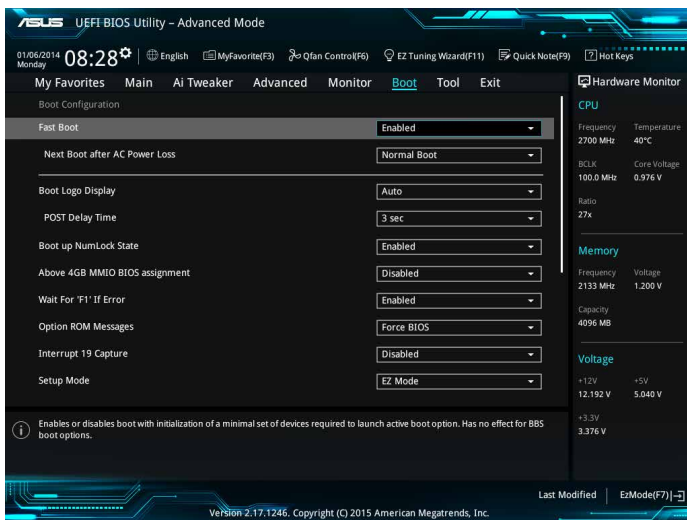 ASUS UEFI BIOS Utility – Advanced Mode
01/06/2014 Monday 08:28 English MyFavorite(F3) Qfan Control(F6) EZ Tuning Wizard(F11) Quick Note(F9) ? Hot Keys
My Favorites Main Ai Tweaker Advanced Monitor Boot Tool Exit
Boot Configuration
Fast Boot Enabled
Next Boot after AC Power Loss Normal Boot
Boot Logo Display Auto
POST Delay Time 3 sec
Boot up NumLock State Enabled
Above 4GB MMIO BIOS assignment Disabled
Wait For 'F1' If Error Enabled
Option ROM Messages Force BIOS
Interrupt 19 Capture Disabled
Setup Mode EZ Mode
Enables or disables boot with initialization of a minimal set of devices required to launch active boot option. Has no effect for BBS
boot options.
Hardware Monitor
CPU
Frequency Temperature
2700 MHz 40°C
BCLK Core Voltage
100.0 MHz 0.976 V
Ratio
27x
Memory
Frequency Voltage
2133 MHz 1.200 V
Capacity
4096 MB
Voltage
+12V +5V
12.192 V 5.040 V
+3.3V
3.376 V
Last Modified EzMode(F7)
Version 2.17.1246. Copyright (C) 2015 American Megatrends, Inc.